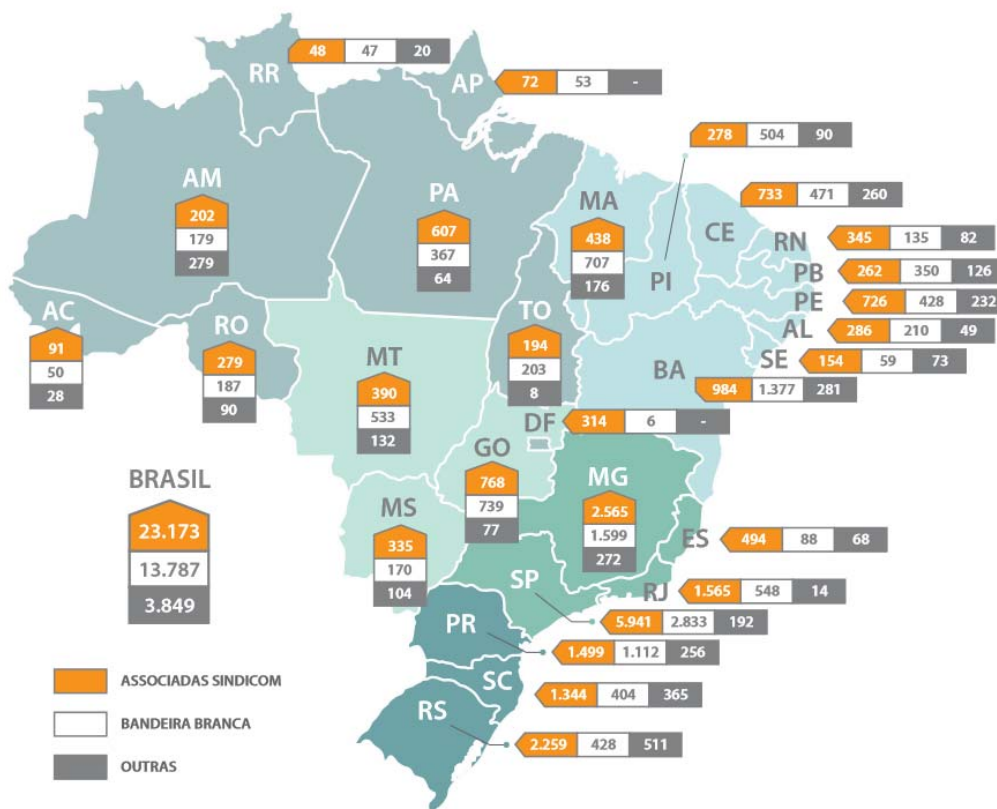 RR
48 47 20
AP
72 53 -
278 504 90
AM
202
179
279
PA
607
367
64
MA
438
707
176
PI
CE
733 471 260
RN
345 135 82
PB
262 350 126
PE
726 428 232
AL
286 210 49
SE
154 59 73
BA
984 1.377 281
AC
91
50
28
RO
279
187
90
MT
390
533
132
TO
194
203
8
DF
314 6 -
GO
768
739
77
MG
2.565
1.599
272
BRASIL
23.173
13.787
3.849
MS
335
170
104
ES
494 88 68
RJ
1.565 548 14
SP
5.941 2.833 192
PR
1.499 1.112 256
SC
1.344 404 365
RS
2.259 428 511
ASSOCIADAS SINDICOM
BANDEIRA BRANCA
OUTRAS